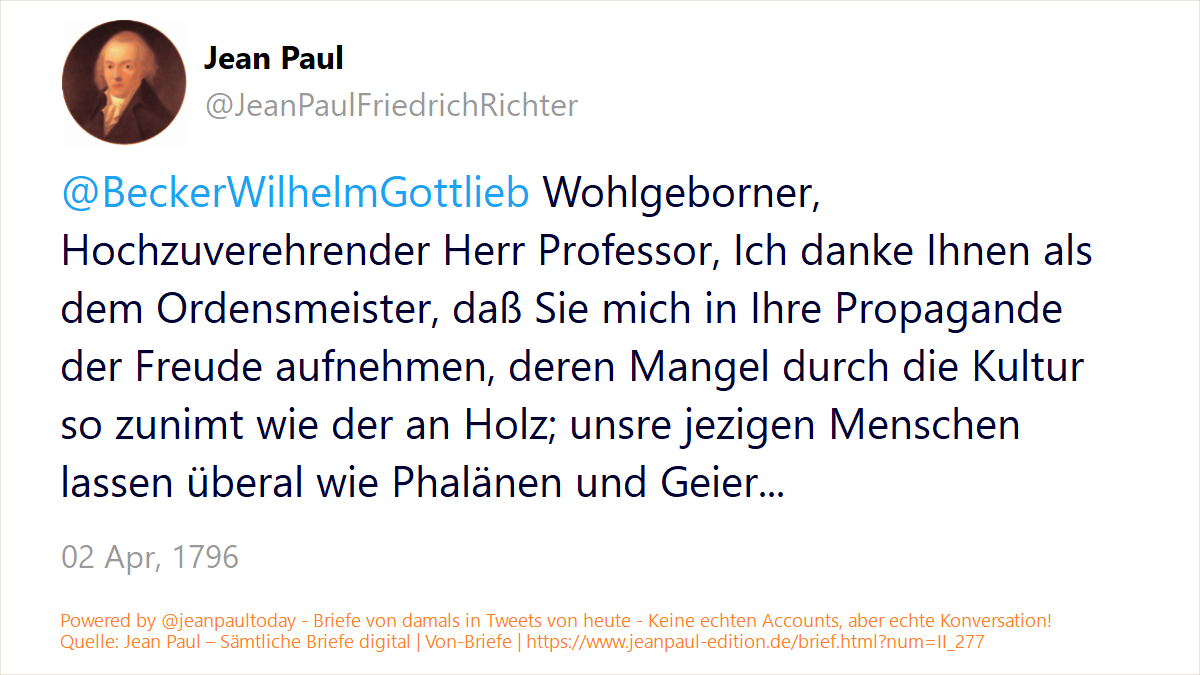 Jean Paul
@JeanPaulFriedrichRichter
@BeckerWilhelmGottlieb Wohlgeborner,
Hochzuverehrender Herr Professor, Ich danke Ihnen als
dem Ordensmeister, daß Sie mich in Ihre Propagande
der Freude aufnehmen, deren Mangel durch die Kultur
so zunimt wie der an Holz; unsre jezigen Menschen
lassen überal wie Phalänen und Geier...
02 Apr, 1796
Powered by @jeanpaultoday - Briefe von damals in Tweets von heute - Keine echten Accounts, aber echte Konversation!
Quelle: Jean Paul – Sämtliche Briefe digital | Von-Briefe | https://www.jeanpaul-edition.de/brief.html?num=II_277